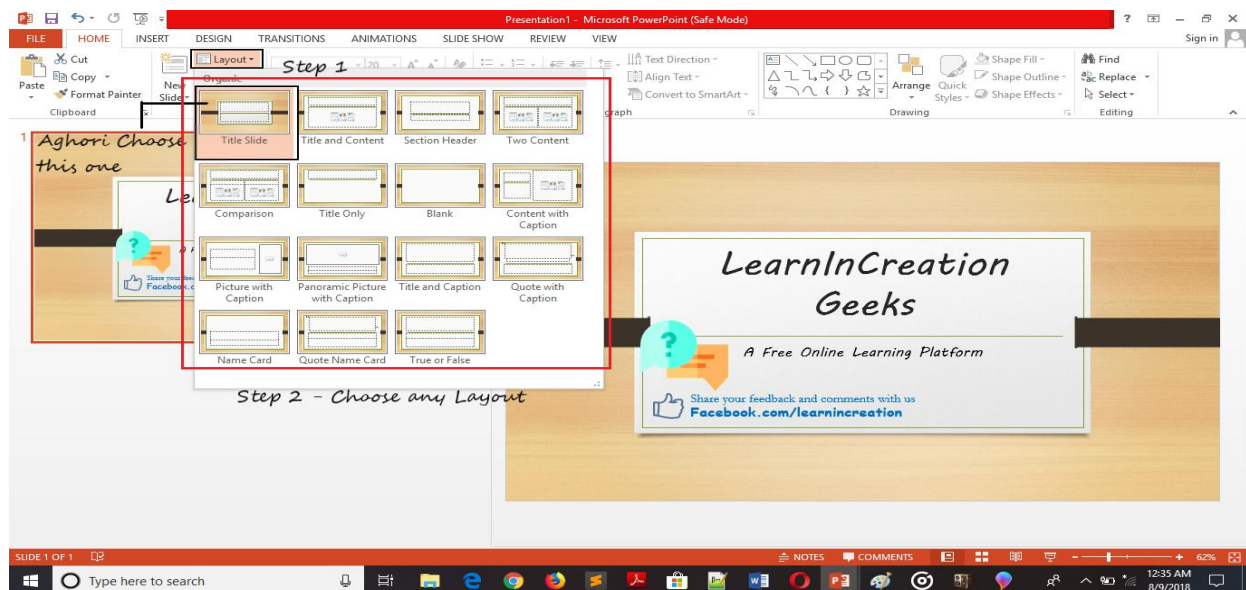 Presentation1 - Microsoft PowerPoint (Safe Mode)
FILE HOME INSERT DESIGN TRANSITIONS ANIMATIONS SLIDE SHOW REVIEW VIEW Sign in
Cut
Copy
Format Painter
Paste
Clipboard
New
Slide
Layout
Step 1
20
Organic
Text Direction
Align Text
Convert to SmartArt
Arrange
Quick
Styles
Shape Fill
Shape Outline
Shape Effects
Drawing
Find
Replace
Select
Editing
1
Aghori Choose
this one
Title Slide Title and Content Section Header Two Content
Comparison Title Only Blank Content with
Caption
Picture with
Caption
Panoramic Picture
with Caption
Title and Caption
Quote with
Caption
Name Card Quote Name Card True or False
Step 2 - Choose any Layout
LearnInCreation
Geeks
A Free Online Learning Platform
?
Share your feedback and comments with us
Facebook.com/learnincreation
SLIDE 1 OF 1 NOTES COMMENTS 62%
Type here to search
12:35 AM
8/9/2018